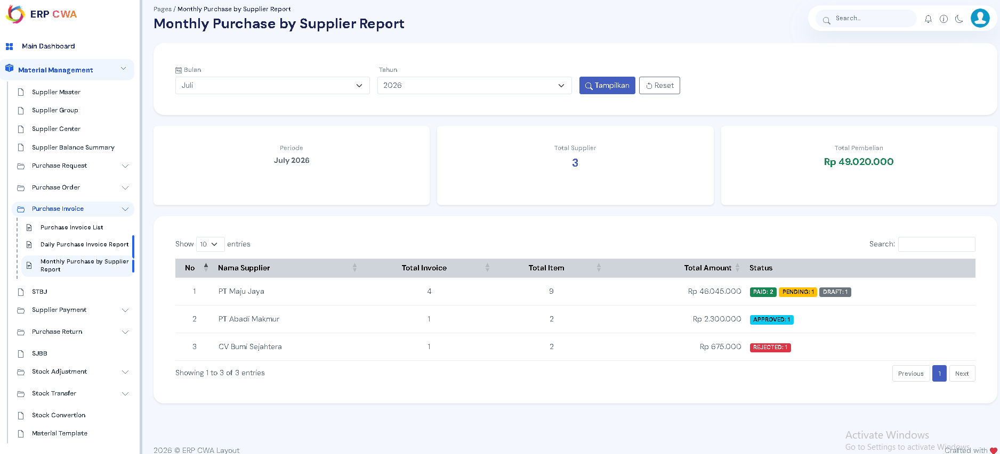 ERP CWA
Main Dashboard
Material Management
Supplier Master
Supplier Group
Supplier Center
Supplier Balance Summary
Purchase Request
Purchase Order
Purchase Invoice
Purchase Invoice List
Daily Purchase Invoice Report
Monthly Purchase by Supplier
Report
STBJ
Supplier Payment
Purchase Return
SJBB
Stock Adjustment
Stock Transfer
Stock Convertion
Material Template
Pages / Monthly Purchase by Supplier Report
Monthly Purchase by Supplier Report
Search...
Bulan
Tahun
Juli
2026
Tampilkan
Reset
Periode
July 2026
Total Supplier
3
Total Pembelian
Rp 49.020.000
Show 10 entries
Search:
No Nama Supplier Total Invoice Total Item Total Amount Status
1 PT Maju Jaya 4 9 Rp 46.045.000 PAID: 2 PENDING: 1 DRAFT: 1
2 PT Abadi Makmur 1 2 Rp 2.300.000 APPROVED: 1
3 CV Bumi Sejahtera 1 2 Rp 675.000 REJECTED: 1
Showing 1 to 3 of 3 entries
Previous 1 Next
Activate Windows
Go to Settings to activate Windows.
2026 © ERP CWA Layout
Crafted with